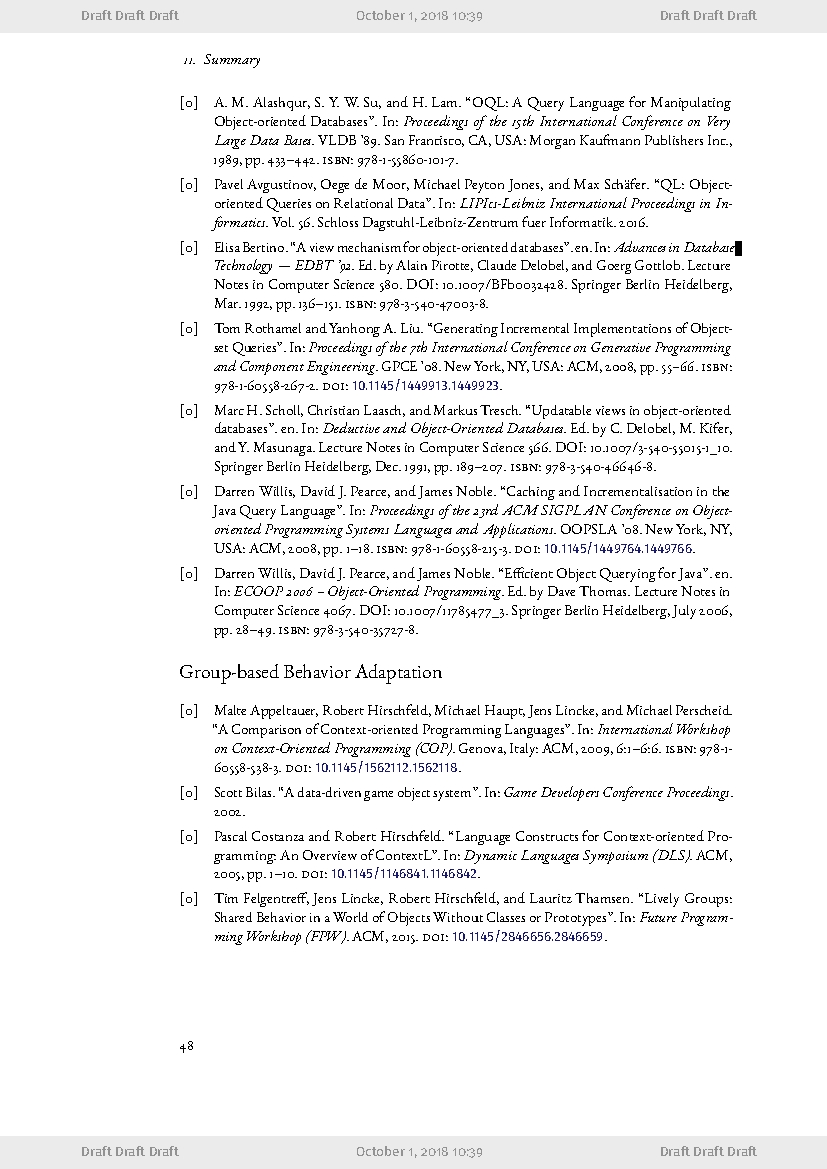 Draft Draft Draft October 1, 2018 10:39 Draft Draft Draft
11. Summary
[0] A. M. Alashqur, S. Y. W. Su, and H. Lam. “OQL: A Query Language for Manipulating
Object-oriented Databases”. In: Proceedings of the 15th International Conference on Very
Large Data Bases. VLDB ’89. San Francisco, CA, USA: Morgan Kaufmann Publishers Inc.,
1989, pp. 433–442. ISBN: 978-1-55860-101-7.
[0] Pavel Avgustinov, Oege de Moor, Michael Peyton Jones, and Max Schäfer. “QL: Object-
oriented Queries on Relational Data”. In: LIPIcs-Leibniz International Proceedings in In-
formatics. Vol. 56. Schloss Dagstuhl-Leibniz-Zentrum fuer Informatik. 2016.
[0] Elisa Bertino. “A view mechanism for object-oriented databases”. en. In: Advances in Database
Technology — EDBT ’92. Ed. by Alain Pirotte, Claude Delobel, and Goerg Gottlob. Lecture
Notes in Computer Science 580. DOI: 10.1007/BFb0032428. Springer Berlin Heidelberg,
Mar. 1992, pp. 136–151. ISBN: 978-3-540-47003-8.
[0] Tom Rothamel and Yanhong A. Liu. “Generating Incremental Implementations of Object-
set Queries”. In: Proceedings of the 7th International Conference on Generative Programming
and Component Engineering. GPCE ’08. New York, NY, USA: ACM, 2008, pp. 55–66. ISBN:
978-1-60558-267-2. DOI: 10.1145/1449913.1449923.
[0] Marc H. Scholl, Christian Laasch, and Markus Tresch. “Updatable views in object-oriented
databases”. en. In: Deductive and Object-Oriented Databases. Ed. by C. Delobel, M. Kifer,
and Y. Masunaga. Lecture Notes in Computer Science 566. DOI: 10.1007/3-540-55015-1_10.
Springer Berlin Heidelberg, Dec. 1991, pp. 189–207. ISBN: 978-3-540-46646-8.
[0] Darren Willis, David J. Pearce, and James Noble. “Caching and Incrementalisation in the
Java Query Language”. In: Proceedings of the 23rd ACM SIGPLAN Conference on Object-
oriented Programming Systems Languages and Applications. OOPSLA ’08. New York, NY,
USA: ACM, 2008, pp. 1–18. ISBN: 978-1-60558-215-3. DOI: 10.1145/1449764.1449766.
[0] Darren Willis, David J. Pearce, and James Noble. “Efficient Object Querying for Java”. en.
In: ECOOP 2006 – Object-Oriented Programming. Ed. by Dave Thomas. Lecture Notes in
Computer Science 4067. DOI: 10.1007/11785477_3. Springer Berlin Heidelberg, July 2006,
pp. 28–49. ISBN: 978-3-540-35727-8.
Group-based Behavior Adaptation
[0] Malte Appeltauer, Robert Hirschfeld, Michael Haupt, Jens Lincke, and Michael Perscheid.
“A Comparison of Context-oriented Programming Languages”. In: International Workshop
on Context-Oriented Programming (COP). Genova, Italy: ACM, 2009, 6:1–6:6. ISBN: 978-1-
60558-538-3. DOI: 10.1145/1562112.1562118.
[0] Scott Bilas. “A data-driven game object system”. In: Game Developers Conference Proceedings.
2002.
[0] Pascal Costanza and Robert Hirschfeld. “Language Constructs for Context-oriented Pro-
gramming: An Overview of ContextL”. In: Dynamic Languages Symposium (DLS). ACM,
2005, pp. 1–10. DOI: 10.1145/1146841.1146842.
[0] Tim Felgentreff, Jens Lincke, Robert Hirschfeld, and Lauritz Thamsen. “Lively Groups:
Shared Behavior in a World of Objects Without Classes or Prototypes”. In: Future Program-
ming Workshop (FPW). ACM, 2015. DOI: 10.1145/2846656.2846659.
48
Draft Draft Draft October 1, 2018 10:39 Draft Draft Draft